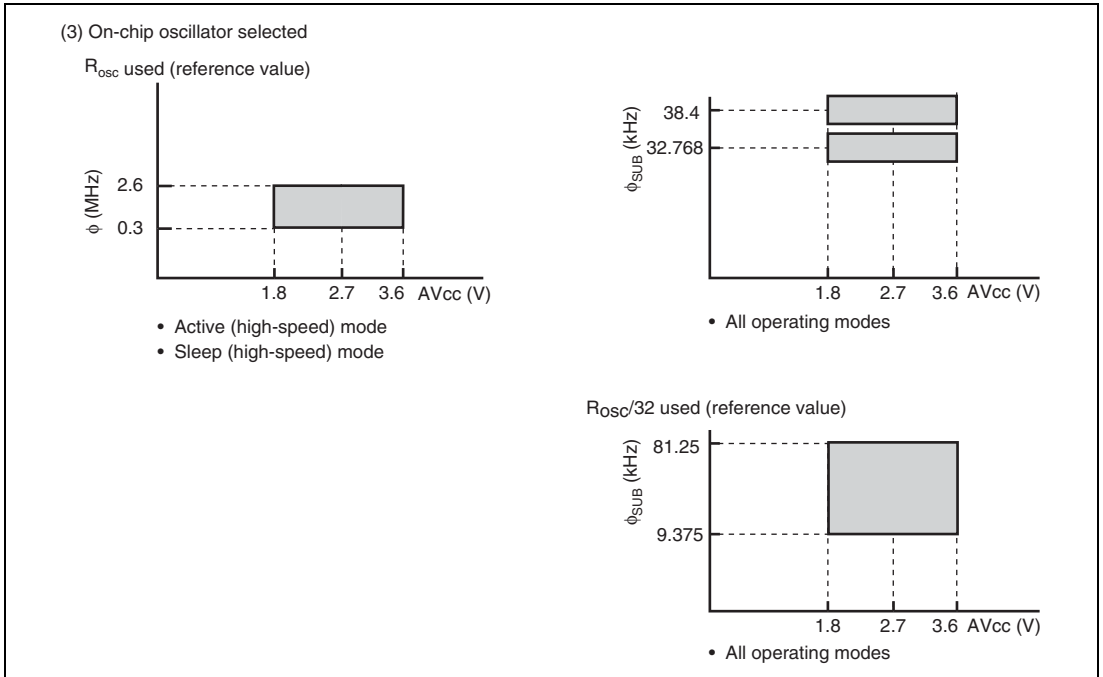 (3) On-chip oscillator selected
R_osc used (reference value)
φ (MHz)
2.6
0.3
1.8 2.7 3.6 AVcc (V)
• Active (high-speed) mode
• Sleep (high-speed) mode
φSUB (kHz)
38.4
32.768
1.8 2.7 3.6 AVcc (V)
• All operating modes
ROSC/32 used (reference value)
φSUB (kHz)
81.25
9.375
1.8 2.7 3.6 AVcc (V)
• All operating modes